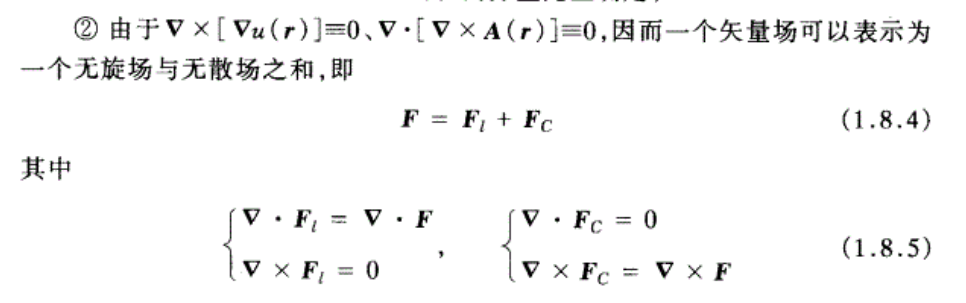 ② 由于∇×[∇u(r)]≡0、∇·[∇×A(r)]≡0,因而一个矢量场可以表示为
一个无旋场与无散场之和,即
F = F_l + F_C (1.8.4)
其中
{∇·F_l = ∇·F , {∇·F_C = 0
{∇×F_l = 0 {∇×F_C = ∇×F (1.8.5)